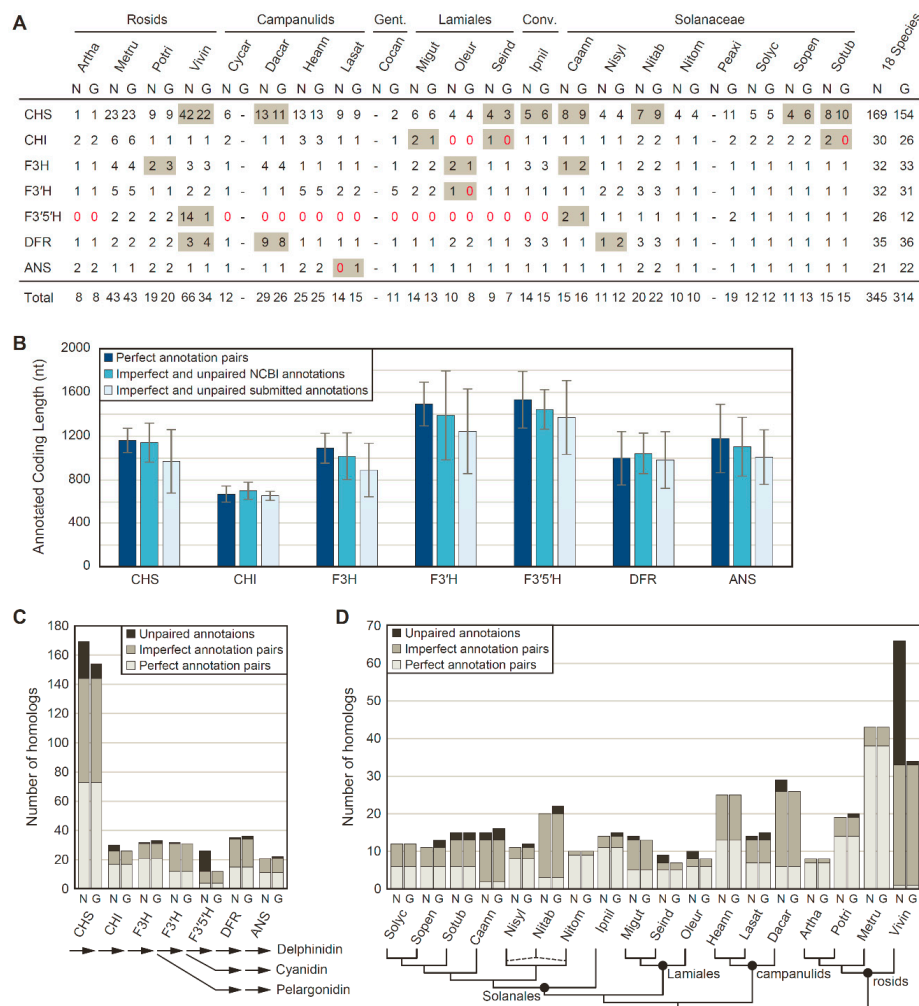 A
Rosids Campanulids Gent. Lamiales Conv. Solanaceae
Artha Metru Potri Vivin Cycar Dacar Heann Lasat Cocan Migut Oleur Seind Ipnil Caann Nisyl Nitab Nitom Peaxi Solyc Sopen Sotub 18 Species
N G N G N G N G N G N G N G N G N G N G N G N G N G N G N G N G N G N G N G N G N G N G
CHS 1 1 23 23 9 9 42 22 6 - 13 11 13 13 9 9 - 2 6 6 4 4 4 3 5 6 8 9 4 4 7 9 4 4 - 11 5 5 4 6 8 10 169 154
CHI 2 2 6 6 1 1 1 1 2 - 1 1 3 3 1 1 - 1 2 1 0 0 1 0 1 1 1 1 1 1 2 2 1 1 - 2 2 2 2 2 2 0 30 26
F3H 1 1 4 4 2 3 3 3 1 - 4 4 1 1 1 1 - 1 2 2 2 1 1 1 3 3 1 2 1 1 2 2 1 1 - 1 1 1 1 1 1 1 32 33
F3'H 1 1 5 5 1 1 2 2 1 - 1 1 5 5 2 2 - 5 2 2 1 0 1 1 1 1 1 1 2 2 3 3 1 1 - 1 1 1 1 1 1 1 32 31
F3'5'H 0 0 2 2 2 2 14 1 0 - 0 0 0 0 0 0 - 0 0 0 0 0 0 0 0 0 2 1 1 1 1 1 1 1 - 2 1 1 1 1 1 1 26 12
DFR 1 1 2 2 2 2 3 4 1 - 9 8 1 1 1 1 - 1 1 1 2 2 1 1 3 3 1 1 1 2 3 3 1 1 - 1 1 1 1 1 1 1 35 36
ANS 2 2 1 1 2 2 1 1 1 - 1 1 2 2 0 1 - 1 1 1 1 1 1 1 1 1 1 1 1 1 2 2 1 1 - 1 1 1 1 1 1 1 21 22
Total 8 8 43 43 19 20 66 34 12 - 29 26 25 25 14 15 - 11 14 13 10 8 9 7 14 15 15 16 11 12 20 22 10 10 - 19 12 12 11 13 15 15 345 314
B
Annotated Coding Length (nt)
2000
1600
1200
800
400
0
Perfect annotation pairs
Imperfect and unpaired NCBI annotations
Imperfect and unpaired submitted annotations
CHS CHI F3H F3'H F3'5'H DFR ANS
C
Number of homologs
180
160
140
120
100
80
60
40
20
0
Unpaired annotaions
Imperfect annotation pairs
Perfect annotation pairs
N G N G N G N G N G N G N G
CHS CHI F3H F3'H F3'5'H DFR ANS
Delphinidin
Cyanidin
Pelargonidin
D
Number of homologs
70
60
50
40
30
20
10
0
Unpaired annotations
Imperfect annotation pairs
Perfect annotation pairs
N G N G N G N G N G N G N G N G N G N G N G N G N G N G N G N G N G N G
Solyc Sopen Sotub Caann Nisyl Nitab Nitom Ipnil Migut Seind Oleur Heann Lasat Dacar Artha Potri Metru Vivin
Solanales
Lamiales
campanulids
rosids